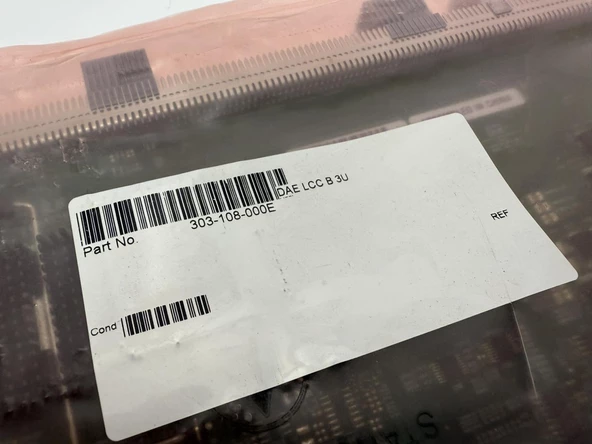 DAE LCC B 3U
Part No 303-108-000E
REF
Cond